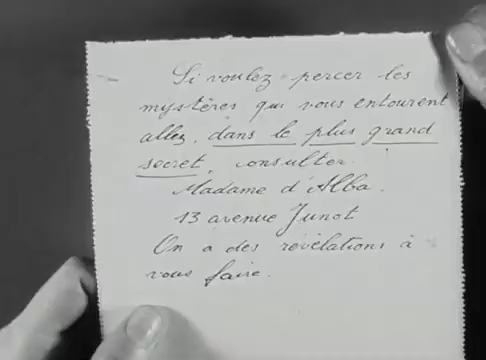 Si voulez percer les
mystères qui vous entourent
allez, dans le plus grand
secret, consulter
Madame d'Alba.
13 avenue Junot
On a des révélations à
vous faire.